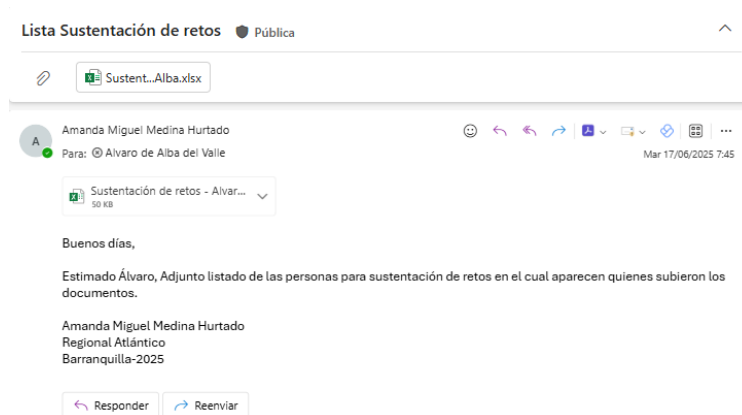 Lista Sustentación de retos Pública
Sustent...Alba.xlsx
Amanda Miguel Medina Hurtado
A
Para: Alvaro de Alba del Valle
Mar 17/06/2025 7:45
Sustentación de retos - Alvar...
50 KB
Buenos días,
Estimado Álvaro, Adjunto listado de las personas para sustentación de retos en el cual aparecen quienes subieron los
documentos.
Amanda Miguel Medina Hurtado
Regional Atlántico
Barranquilla-2025
Responder Reenviar